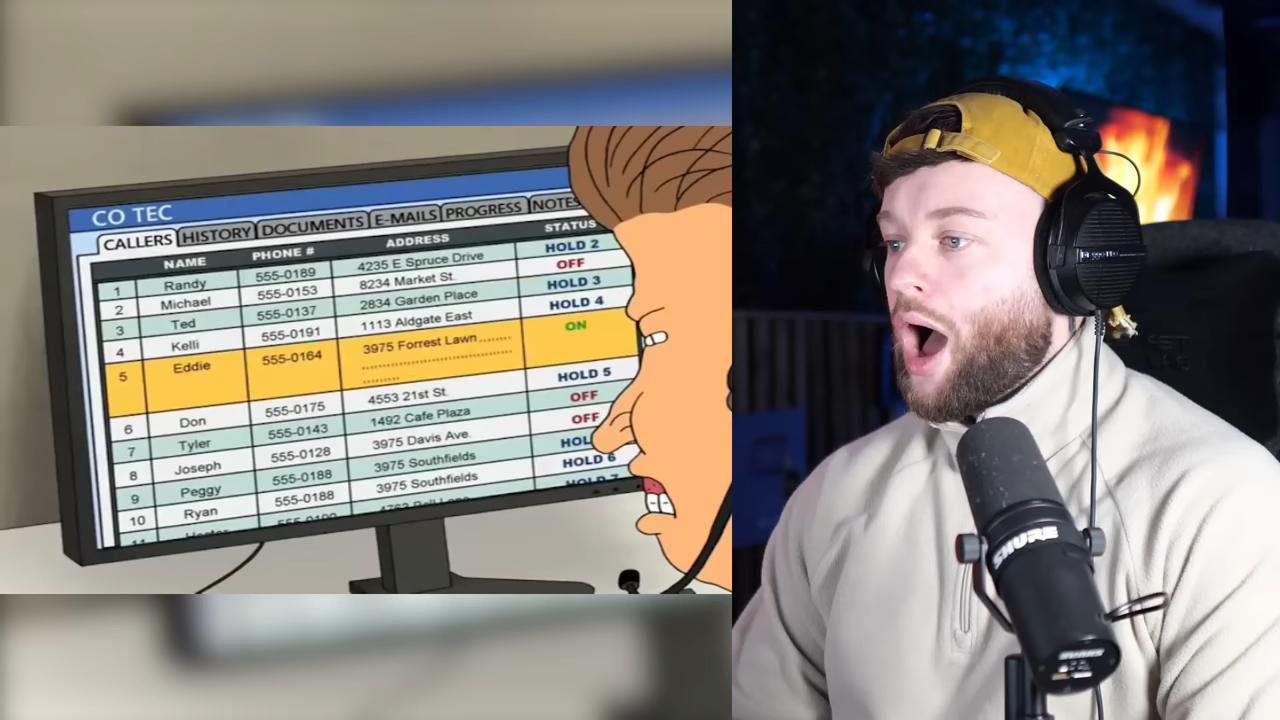 CO TEC
CALLERS HISTORY DOCUMENTS E-MAILS PROGRESS NOTES
NAME PHONE # ADDRESS STATUS
1 Randy 555-0189 4235 E Spruce Drive HOLD 2
2 Michael 555-0153 8234 Market St. OFF
3 Ted 555-0137 2834 Garden Place HOLD 3
4 Kelli 555-0191 1113 Aldgate East HOLD 4
5 Eddie 555-0164 3975 Forrest Lawn ON
6 Don 555-0175 4553 21st St. HOLD 5
7 Tyler 555-0143 1492 Cafe Plaza OFF
8 Joseph 555-0128 3975 Davis Ave. OFF
9 Peggy 555-0188 3975 Southfields HOL
10 Ryan 555-0188 3975 Southfields HOLD 6
11 HOLD 7
SHURE